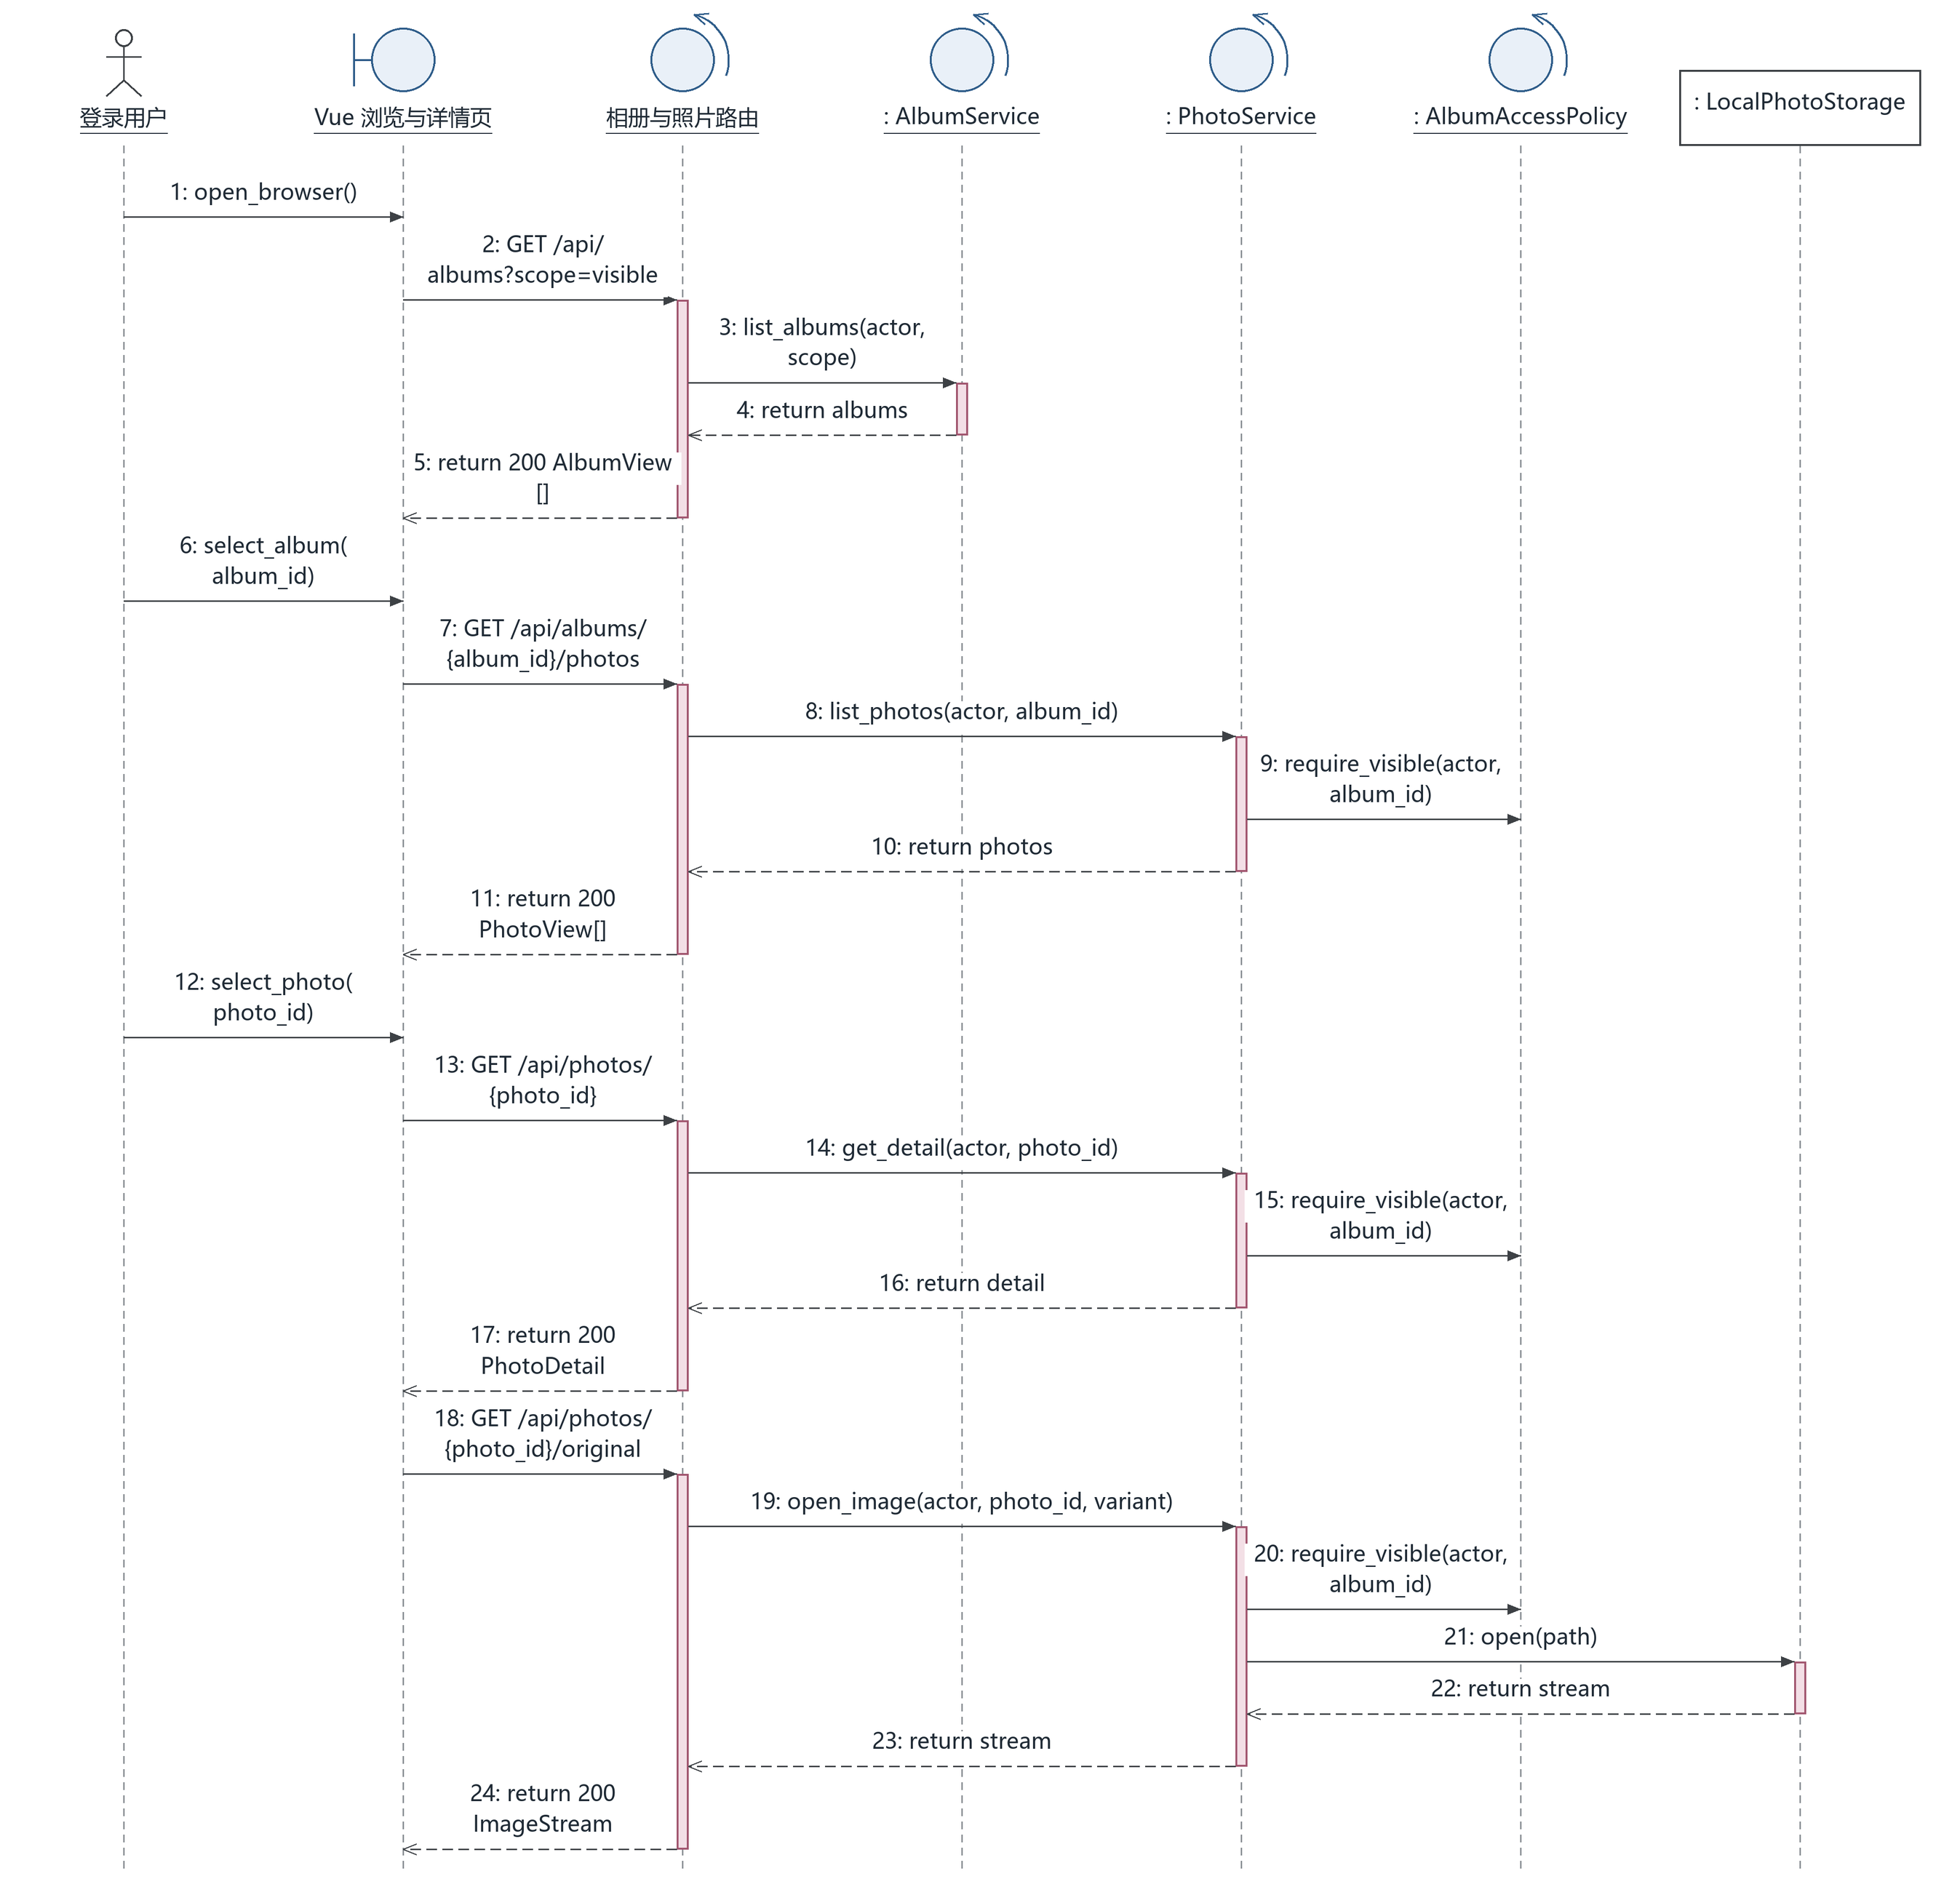 登录用户
Vue 浏览与详情页
相册与照片路由
: AlbumService
: PhotoService
: AlbumAccessPolicy
: LocalPhotoStorage
1: open_browser()
2: GET /api/
albums?scope=visible
3: list_albums(actor,
scope)
4: return albums
5: return 200 AlbumView
[]
6: select_album(
album_id)
7: GET /api/albums/
{album_id}/photos
8: list_photos(actor, album_id)
9: require_visible(actor,
album_id)
10: return photos
11: return 200
PhotoView[]
12: select_photo(
photo_id)
13: GET /api/photos/
{photo_id}
14: get_detail(actor, photo_id)
15: require_visible(actor,
album_id)
16: return detail
17: return 200
PhotoDetail
18: GET /api/photos/
{photo_id}/original
19: open_image(actor, photo_id, variant)
20: require_visible(actor,
album_id)
21: open(path)
22: return stream
23: return stream
24: return 200
ImageStream